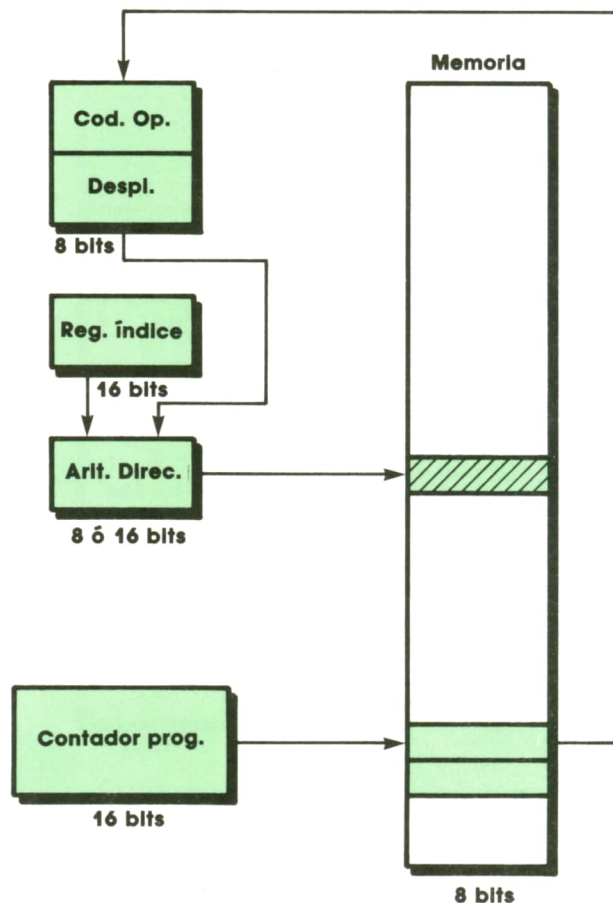 Memoria
Cod. Op.
Despl.
8 bits
Reg. índice
16 bits
Arit. Direc.
8 ó 16 bits
Contador prog.
16 bits
8 bits